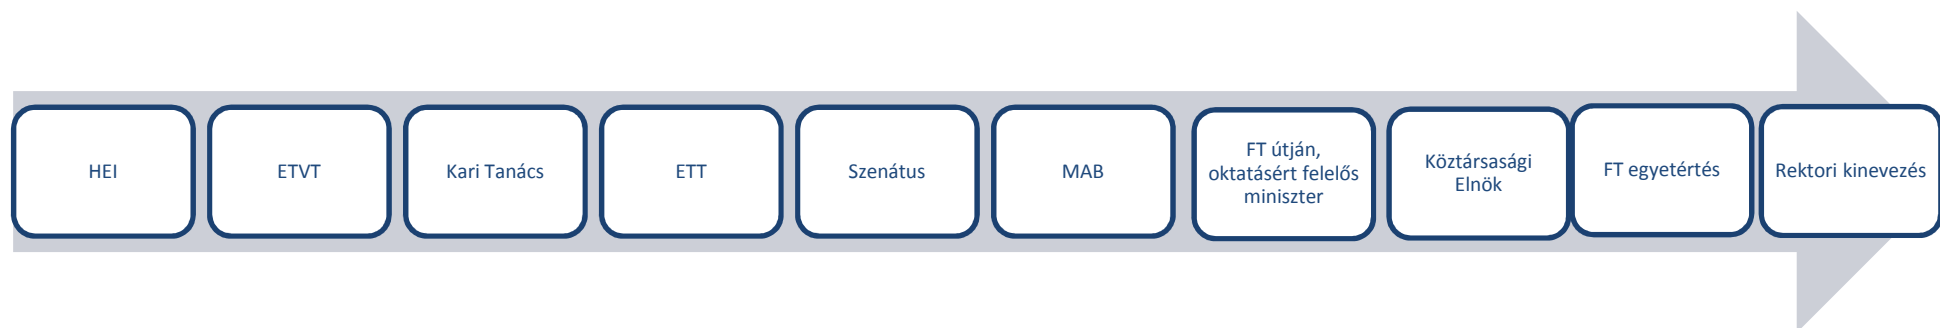 HEI
ETVT
Kari Tanács
ETT
Szenátus
MAB
FT útján,
oktatásért felelős
miniszter
Köztársasági
Elnök
FT egyetértés
Rektori kinevezés